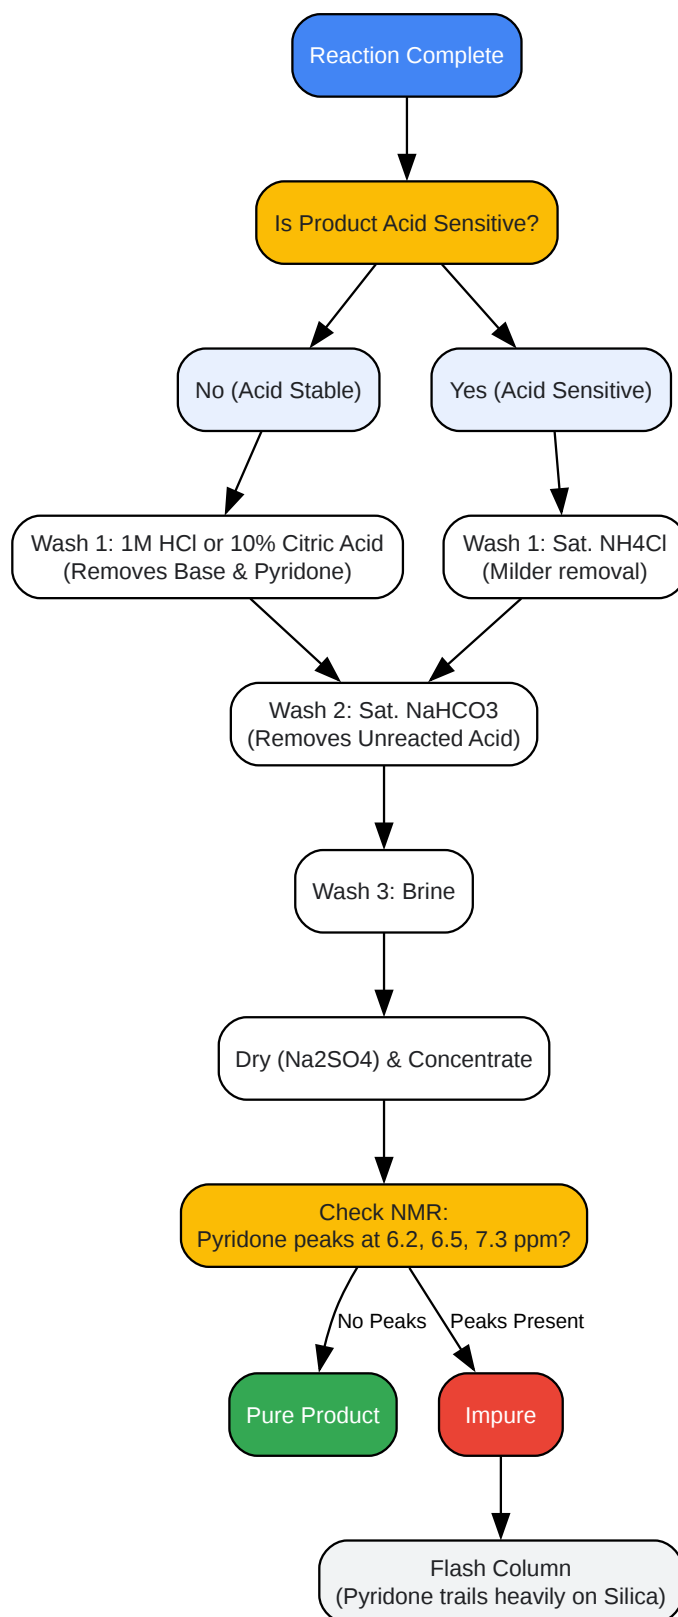 Reaction Complete
Is Product Acid Sensitive?
No (Acid Stable)
Yes (Acid Sensitive)
Wash 1: 1M HCl or 10% Citric Acid
(Removes Base & Pyridone)
Wash 1: Sat. NH4Cl
(Milder removal)
Wash 2: Sat. NaHCO3
(Removes Unreacted Acid)
Wash 3: Brine
Dry (Na2SO4) & Concentrate
Check NMR:
Pyridone peaks at 6.2, 6.5, 7.3 ppm?
No Peaks
Peaks Present
Pure Product
Impure
Flash Column
(Pyridone trails heavily on Silica)